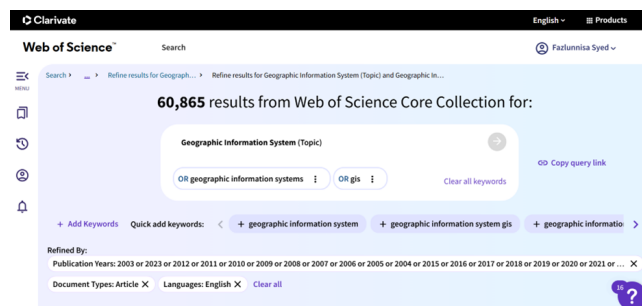 Clarivate English Products
Web of Science™ Search Fazlunnisa Syed
MENU
Search > ... > Refine results for Geograph... > Refine results for Geographic Information System (Topic) and Geographic In...
60,865 results from Web of Science Core Collection for:
Geographic Information System (Topic)
Copy query link
OR geographic information systems OR gis Clear all keywords
+ Add Keywords Quick add keywords: < + geographic information system + geographic information system gis + geographic informatio >
Refined By:
Publication Years: 2003 or 2023 or 2012 or 2011 or 2010 or 2009 or 2008 or 2007 or 2006 or 2005 or 2004 or 2015 or 2016 or 2017 or 2018 or 2019 or 2020 or 2021 or ... X
Document Types: Article X Languages: English X Clear all
16 ?